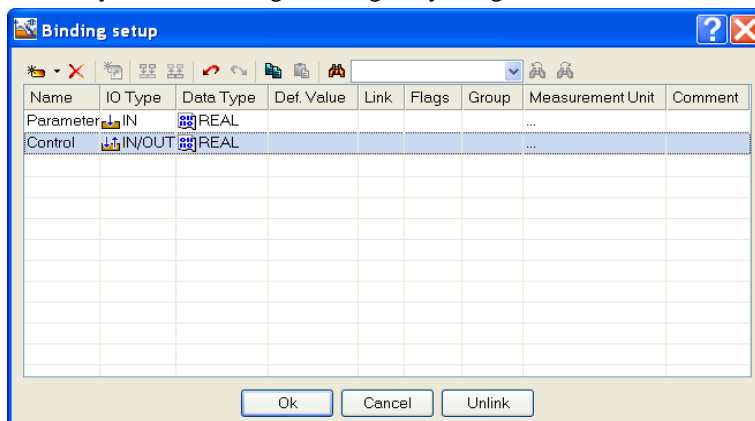 Binding setup
Name IO Type Data Type Def. Value Link Flags Group Measurement Unit Comment
Parameter IN REAL ...
Control IN/OUT REAL ...
Ok Cancel Unlink